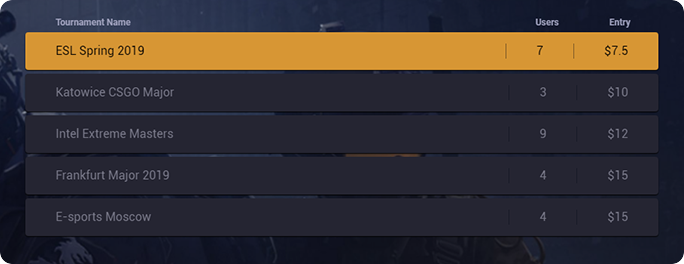 Tournament Name Users Entry
ESL Spring 2019 7 $7.5
Katowice CSGO Major 3 $10
Intel Extreme Masters 9 $12
Frankfurt Major 2019 4 $15
E-sports Moscow 4 $15